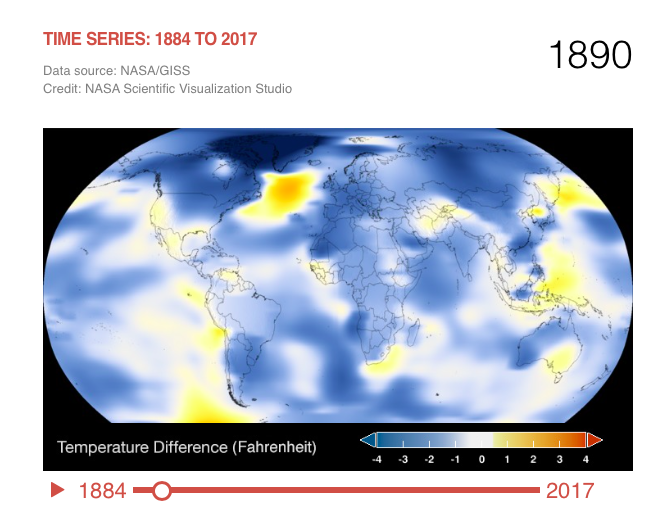 TIME SERIES: 1884 TO 2017
1890
Data source: NASA/GISS
Credit: NASA Scientific Visualization Studio
Temperature Difference (Fahrenheit)
-4 -3 -2 -1 0 1 2 3 4
1884 2017